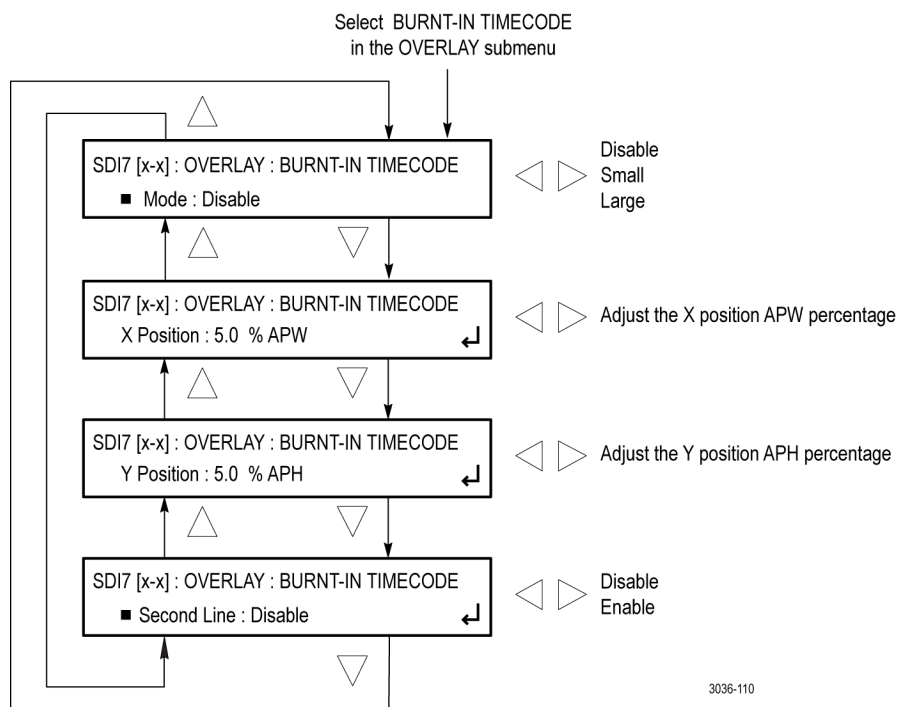 Select BURNT-IN TIMECODE
in the OVERLAY submenu
SDI7 [x-x] : OVERLAY : BURNT-IN TIMECODE
■ Mode : Disable
Disable
Small
Large
SDI7 [x-x] : OVERLAY : BURNT-IN TIMECODE
X Position : 5.0 % APW
Adjust the X position APW percentage
SDI7 [x-x] : OVERLAY : BURNT-IN TIMECODE
Y Position : 5.0 % APH
Adjust the Y position APH percentage
SDI7 [x-x] : OVERLAY : BURNT-IN TIMECODE
■ Second Line : Disable
Disable
Enable
3036-110